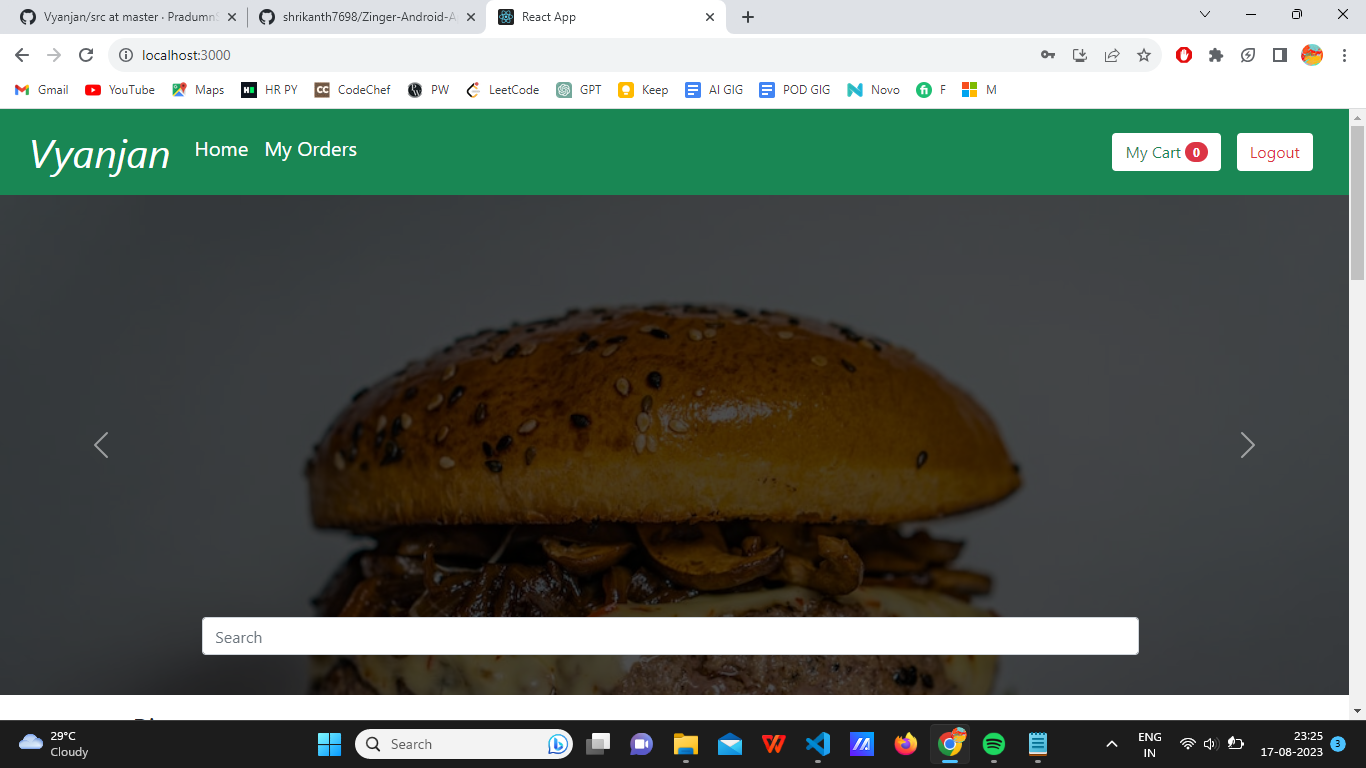 Vyanjan/src at master · Pradumn
shrikanth7698/Zinger-Android-A
React App
localhost:3000
Gmail
YouTube
Maps
HR PY
CodeChef
PW
LeetCode
GPT
Keep
AI GIG
POD GIG
Novo
F
M
Vyanjan
Home
My Orders
My Cart 0
Logout
Search
29°C
Cloudy
Search
ENG
IN
23:25
17-08-2023
3